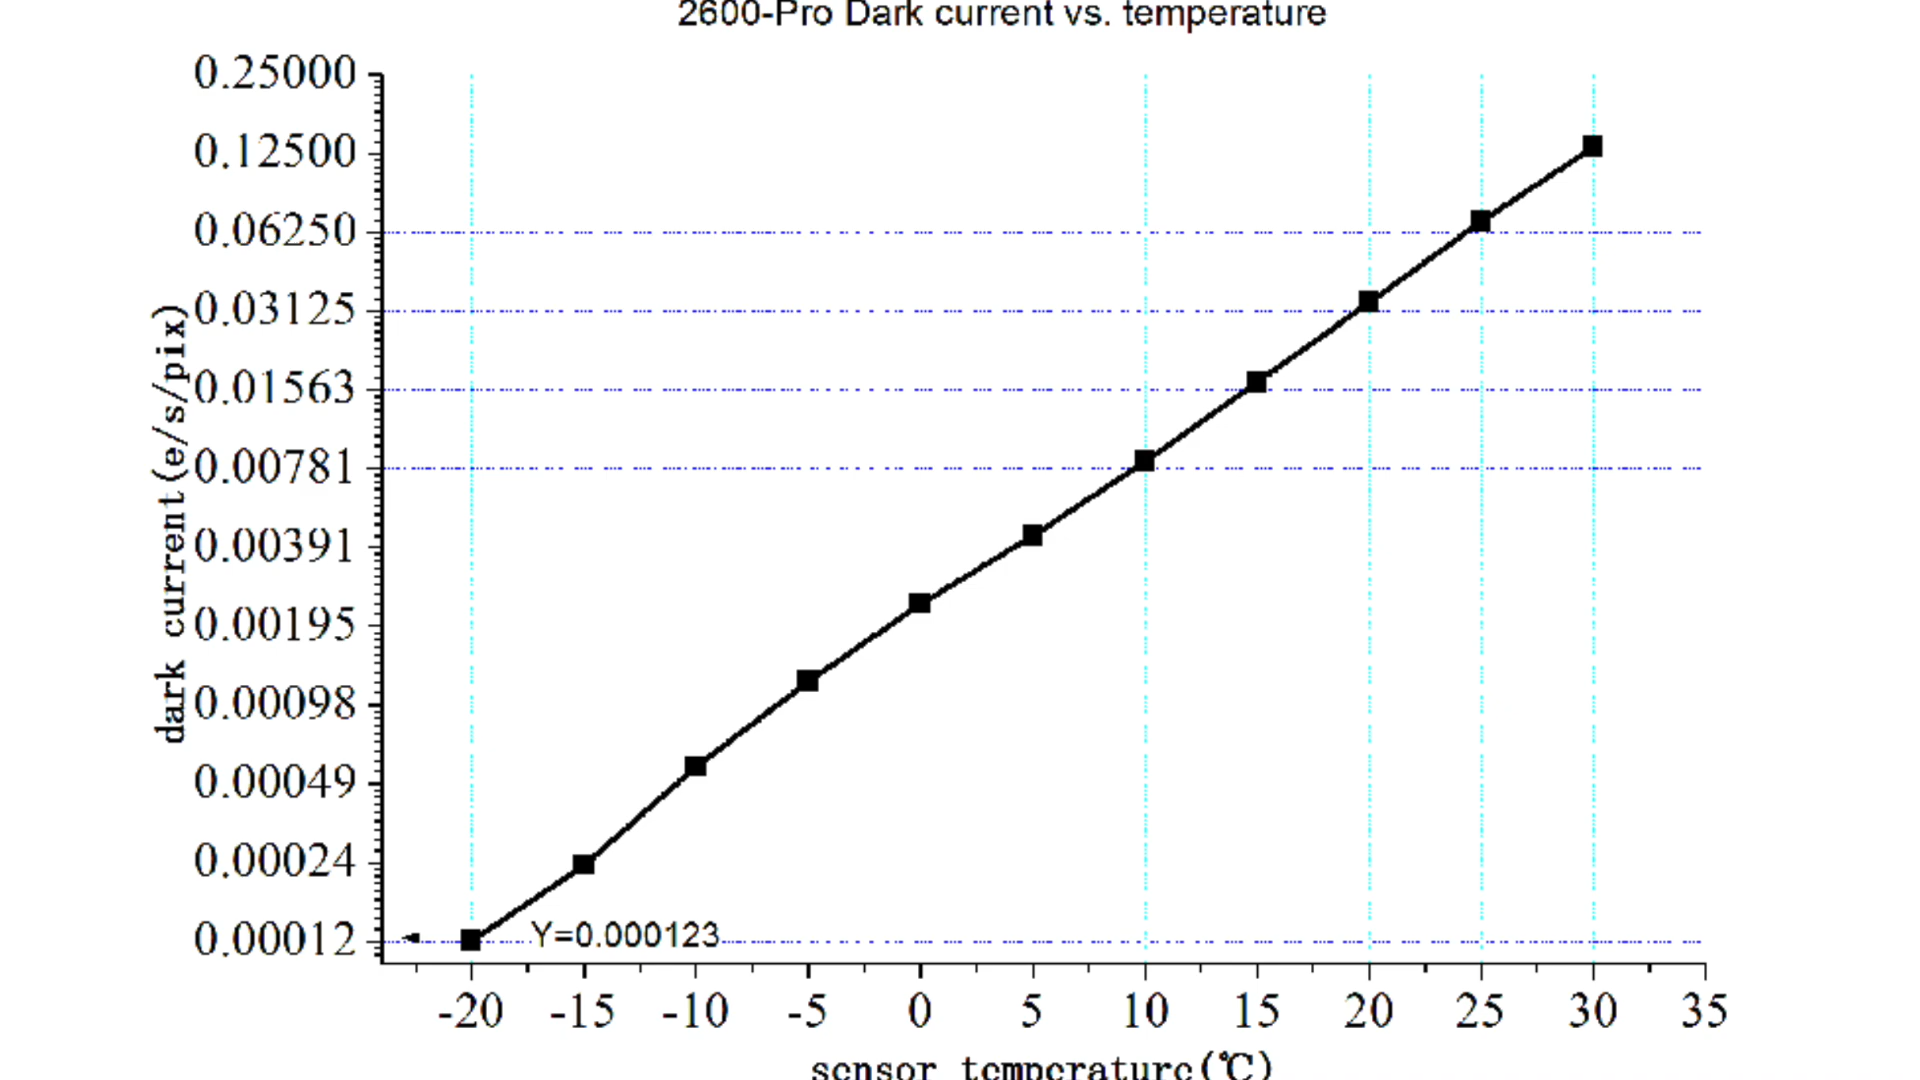 2600-Pro Dark current vs. temperature
0.25000
0.12500
0.06250
0.03125
0.01563
0.00781
0.00391
0.00195
0.00098
0.00049
0.00024
0.00012
dark current(e/s/pix)
Y=0.000123
-20 -15 -10 -5 0 5 10 15 20 25 30 35
sensor temperature(℃)